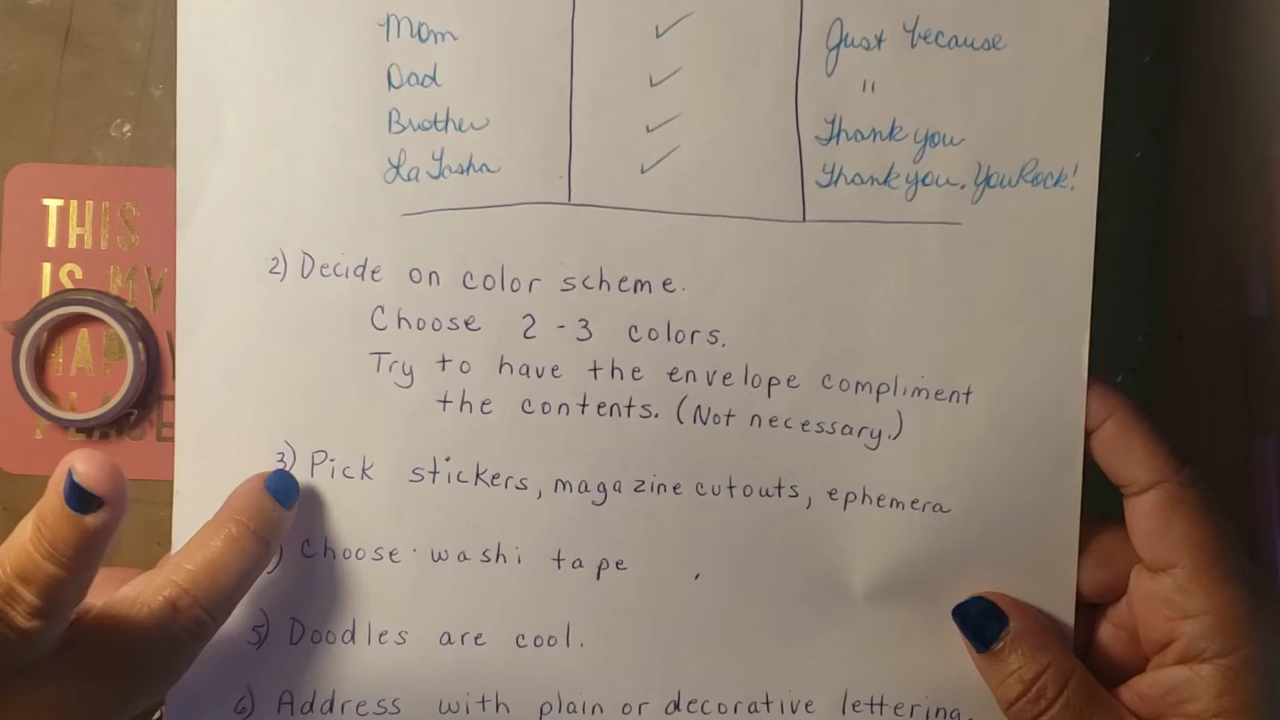 Mom ✓ Just because
Dad ✓ "
Brother ✓ Thank you
LaTasha ✓ Thank you. You Rock!
2) Decide on color scheme.
Choose 2-3 colors.
Try to have the envelope compliment
the contents. (Not necessary.)
3) Pick stickers, magazine cutouts, ephemera
) Choose washi tape
5) Doodles are cool.
6) Address with plain or decorative lettering.
THIS
IS MY
HAPPY
PLACE